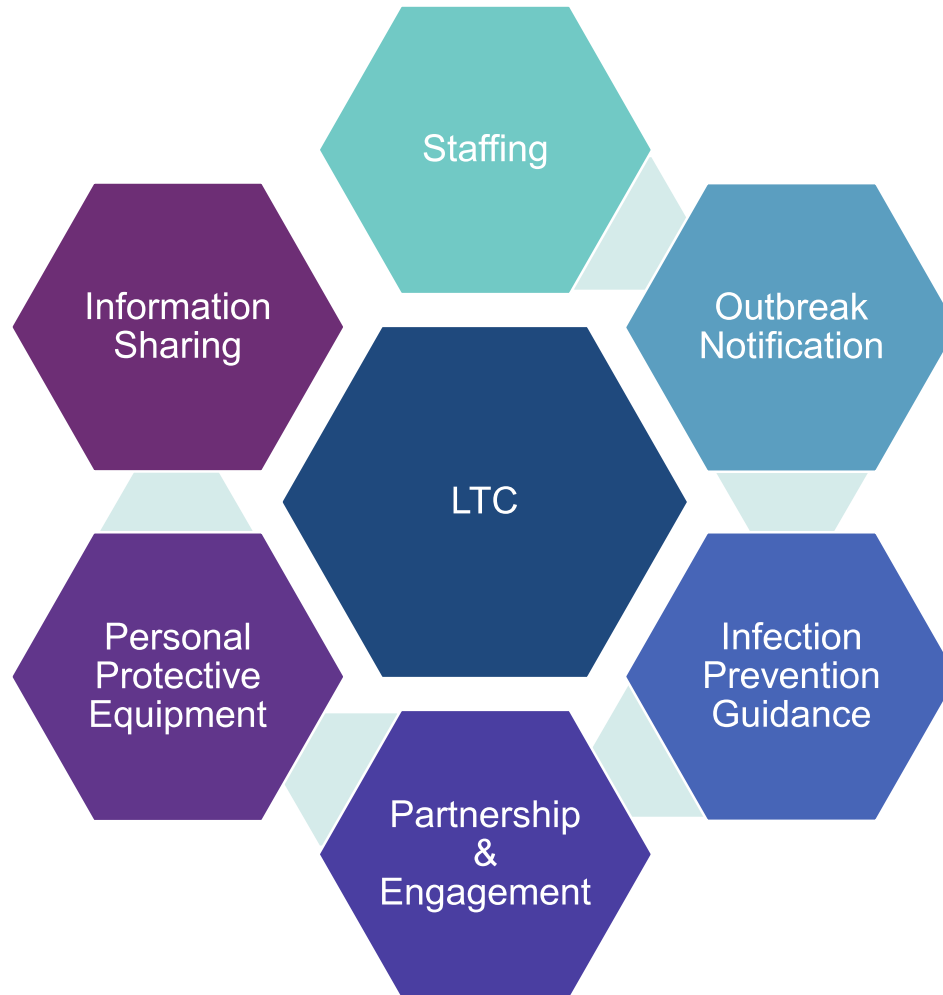 Staffing
Outbreak
Notification
Infection
Prevention
Guidance
Partnership
&
Engagement
Personal
Protective
Equipment
Information
Sharing
LTC